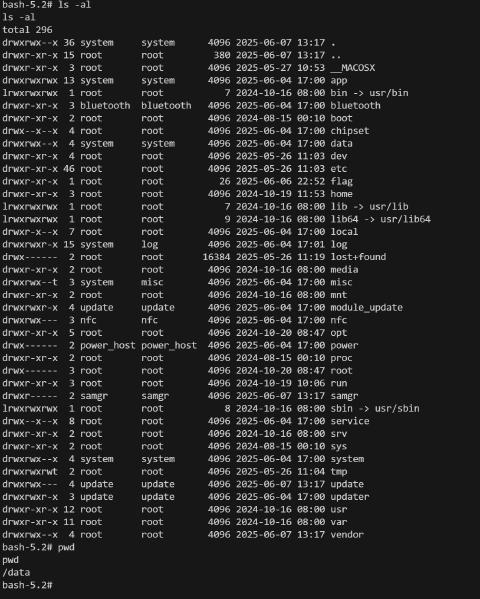 bash-5.2# ls -al
ls -al
total 296
drwxrwx--x 36 system     system      4096 2025-06-07 13:17 .
drwxr-xr-x 15 root       root         380 2025-06-07 13:17 ..
drwxr-xr-x  3 root       root        4096 2025-05-27 10:53 __MACOSX
drwxrwxrwx 13 system     system      4096 2025-06-04 17:00 app
lrwxrwxrwx  1 root       root           7 2024-10-16 08:00 bin -> usr/bin
drwxr-xr-x  3 bluetooth  bluetooth   4096 2025-06-04 17:00 bluetooth
drwxr-xr-x  2 root       root        4096 2024-08-15 00:10 boot
drwx--x--x  4 root       root        4096 2025-06-04 17:00 chipset
drwxrwx--x  4 system     system      4096 2025-06-04 17:00 data
drwxr-xr-x  4 root       root        4096 2025-05-26 11:03 dev
drwxr-xr-x 46 root       root        4096 2025-05-26 11:03 etc
drwxr-xr-x  1 root       root          26 2025-06-06 22:52 flag
drwxr-xr-x  3 root       root        4096 2024-10-19 11:53 home
lrwxrwxrwx  1 root       root           7 2024-10-16 08:00 lib -> usr/lib
lrwxrwxrwx  1 root       root           9 2024-10-16 08:00 lib64 -> usr/lib64
drwxr-x--x  7 root       root        4096 2025-06-04 17:00 local
drwxrwxr-x 15 system     log         4096 2025-06-04 17:01 log
drwx------  2 root       root       16384 2025-05-26 11:19 lost+found
drwxr-xr-x  2 root       root        4096 2024-10-16 08:00 media
drwxrwx--t  3 system     misc        4096 2025-06-04 17:00 misc
drwxr-xr-x  2 root       root        4096 2024-10-16 08:00 mnt
drwxrwxr-x  4 update     update      4096 2025-06-04 17:00 module_update
drwxrwx---  3 nfc        nfc         4096 2025-06-04 17:00 nfc
drwxr-xr-x  5 root       root        4096 2024-10-20 08:47 opt
drwx------  2 power_host power_host  4096 2025-06-04 17:00 power
drwxr-xr-x  2 root       root        4096 2024-08-15 00:10 proc
drwx------  3 root       root        4096 2024-10-20 08:47 root
drwxr-xr-x  3 root       root        4096 2024-10-19 10:06 run
drwxr-----  2 samgr      samgr       4096 2025-06-07 13:17 samgr
lrwxrwxrwx  1 root       root           8 2024-10-16 08:00 sbin -> usr/sbin
drwx--x--x  8 root       root        4096 2025-06-04 17:00 service
drwxr-xr-x  2 root       root        4096 2024-10-16 08:00 srv
drwxr-xr-x  2 root       root        4096 2024-08-15 00:10 sys
drwxrwx--x  4 system     system      4096 2025-06-04 17:00 system
drwxrwxrwt  2 root       root        4096 2025-05-26 11:04 tmp
drwxrwx---  4 update     update      4096 2025-06-07 13:17 update
drwxrwxr-x  3 update     update      4096 2025-06-04 17:00 updater
drwxr-xr-x 12 root       root        4096 2024-10-16 08:00 usr
drwxr-xr-x 11 root       root        4096 2024-10-16 08:00 var
drwxrwx--x  4 root       root        4096 2025-06-07 13:17 vendor
bash-5.2# pwd
pwd
/data
bash-5.2#